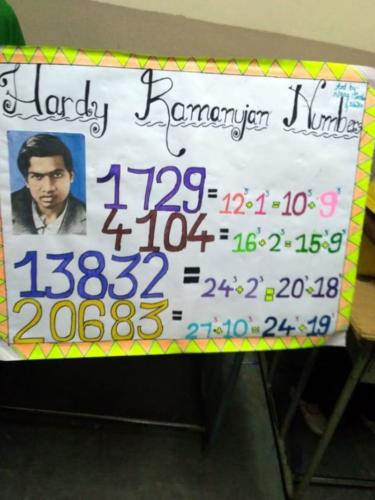 Hardy Ramanujan Numbers
1729 = 12³+1³=10³+9³
4104 = 16³+2³=15³+9³
13832 = 24³+2³=20³+18³
20683 = 27³+10³=24³+19³